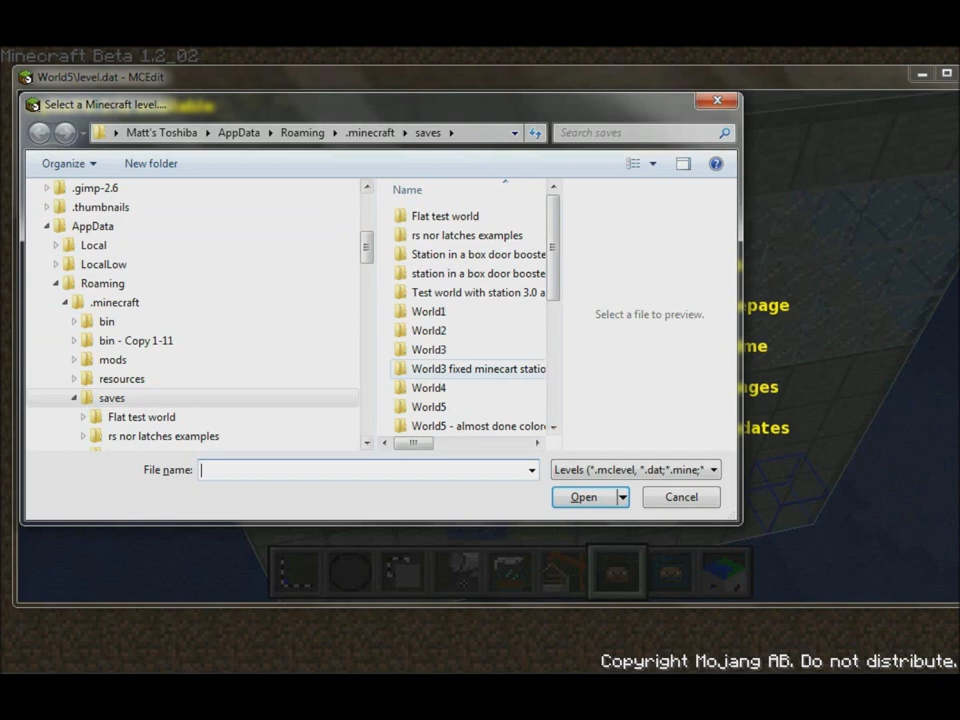 Minecraft Beta 1.2_02
World5\level.dat - MCEdit
Select a Minecraft level....
Matt's Toshiba
AppData
Roaming
.minecraft
saves
Search saves
Organize
New folder
.gimp-2.6
.thumbnails
AppData
Local
LocalLow
Roaming
.minecraft
bin
bin - Copy 1-11
mods
resources
saves
Flat test world
rs nor latches examples
Name
Flat test world
rs nor latches examples
Station in a box door booste
station in a box door booste
Test world with station 3.0 a
World1
World2
World3
World3 fixed minecart statio
World4
World5
World5 - almost done color
Select a file to preview.
epage
me
nges
dates
File name:
Levels (*.mclevel, *.dat;*.mine;*
Open
Cancel
Copyright Mojang AB. Do not distribute.